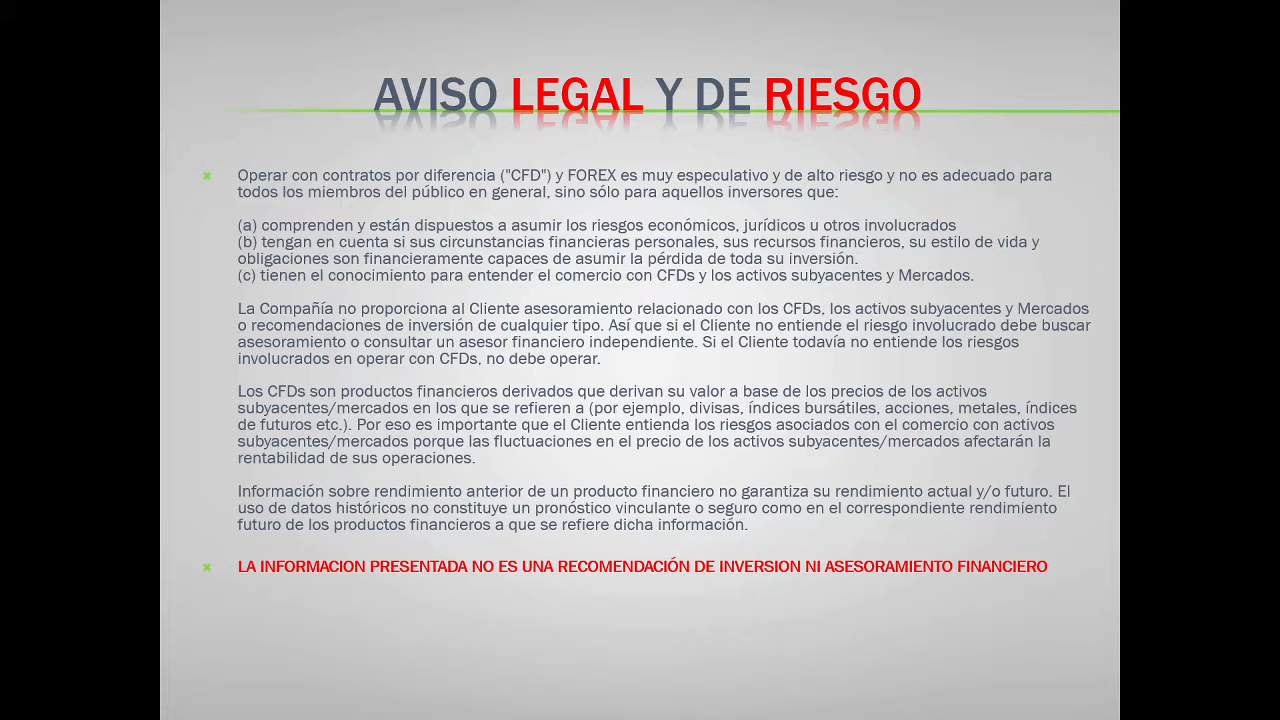 AVISO LEGAL Y DE RIESGO
Operar con contratos por diferencia ("CFD") y FOREX es muy especulativo y de alto riesgo y no es adecuado para
todos los miembros del público en general, sino sólo para aquellos inversores que:
(a) comprenden y están dispuestos a asumir los riesgos económicos, jurídicos u otros involucrados
(b) tengan en cuenta si sus circunstancias financieras personales, sus recursos financieros, su estilo de vida y
obligaciones son financieramente capaces de asumir la pérdida de toda su inversión.
(c) tienen el conocimiento para entender el comercio con CFDs y los activos subyacentes y Mercados.
La Compañía no proporciona al Cliente asesoramiento relacionado con los CFDs, los activos subyacentes y Mercados
o recomendaciones de inversión de cualquier tipo. Así que si el Cliente no entiende el riesgo involucrado debe buscar
asesoramiento o consultar un asesor financiero independiente. Si el Cliente todavía no entiende los riesgos
involucrados en operar con CFDs, no debe operar.
Los CFDs son productos financieros derivados que derivan su valor a base de los precios de los activos
subyacentes/mercados en los que se refieren a (por ejemplo, divisas, índices bursátiles, acciones, metales, índices
de futuros etc.). Por eso es importante que el Cliente entienda los riesgos asociados con el comercio con activos
subyacentes/mercados porque las fluctuaciones en el precio de los activos subyacentes/mercados afectarán la
rentabilidad de sus operaciones.
Información sobre rendimiento anterior de un producto financiero no garantiza su rendimiento actual y/o futuro. El
uso de datos históricos no constituye un pronóstico vinculante o seguro como en el correspondiente rendimiento
futuro de los productos financieros a que se refiere dicha información.
LA INFORMACION PRESENTADA NO ES UNA RECOMENDACIÓN DE INVERSION NI ASESORAMIENTO FINANCIERO